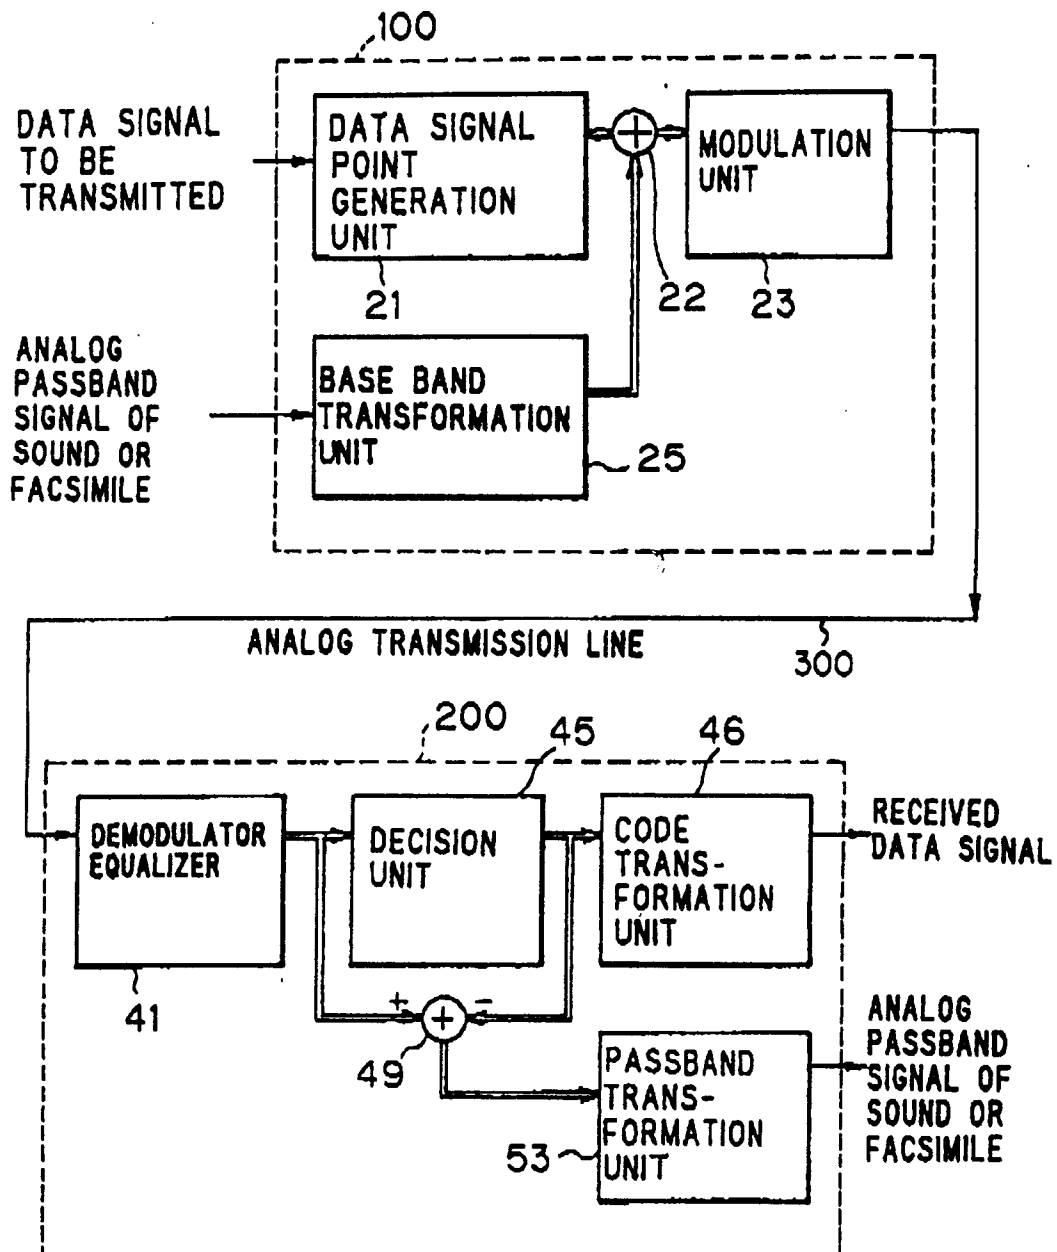 100
DATA SIGNAL
TO BE
TRANSMITTED
DATA SIGNAL
POINT
GENERATION
UNIT
21
+
22
MODULATION
UNIT
23
ANALOG
PASSBAND
SIGNAL OF
SOUND OR
FACSIMILE
BASE BAND
TRANSFORMATION
UNIT
25
ANALOG TRANSMISSION LINE
300
200
DEMODULATOR
EQUALIZER
41
DECISION
UNIT
45
CODE
TRANS-
FORMATION
UNIT
46
RECEIVED
DATA SIGNAL
+
-
+
49
PASSBAND
TRANS-
FORMATION
UNIT
53
ANALOG
PASSBAND
SIGNAL OF
SOUND OR
FACSIMILE